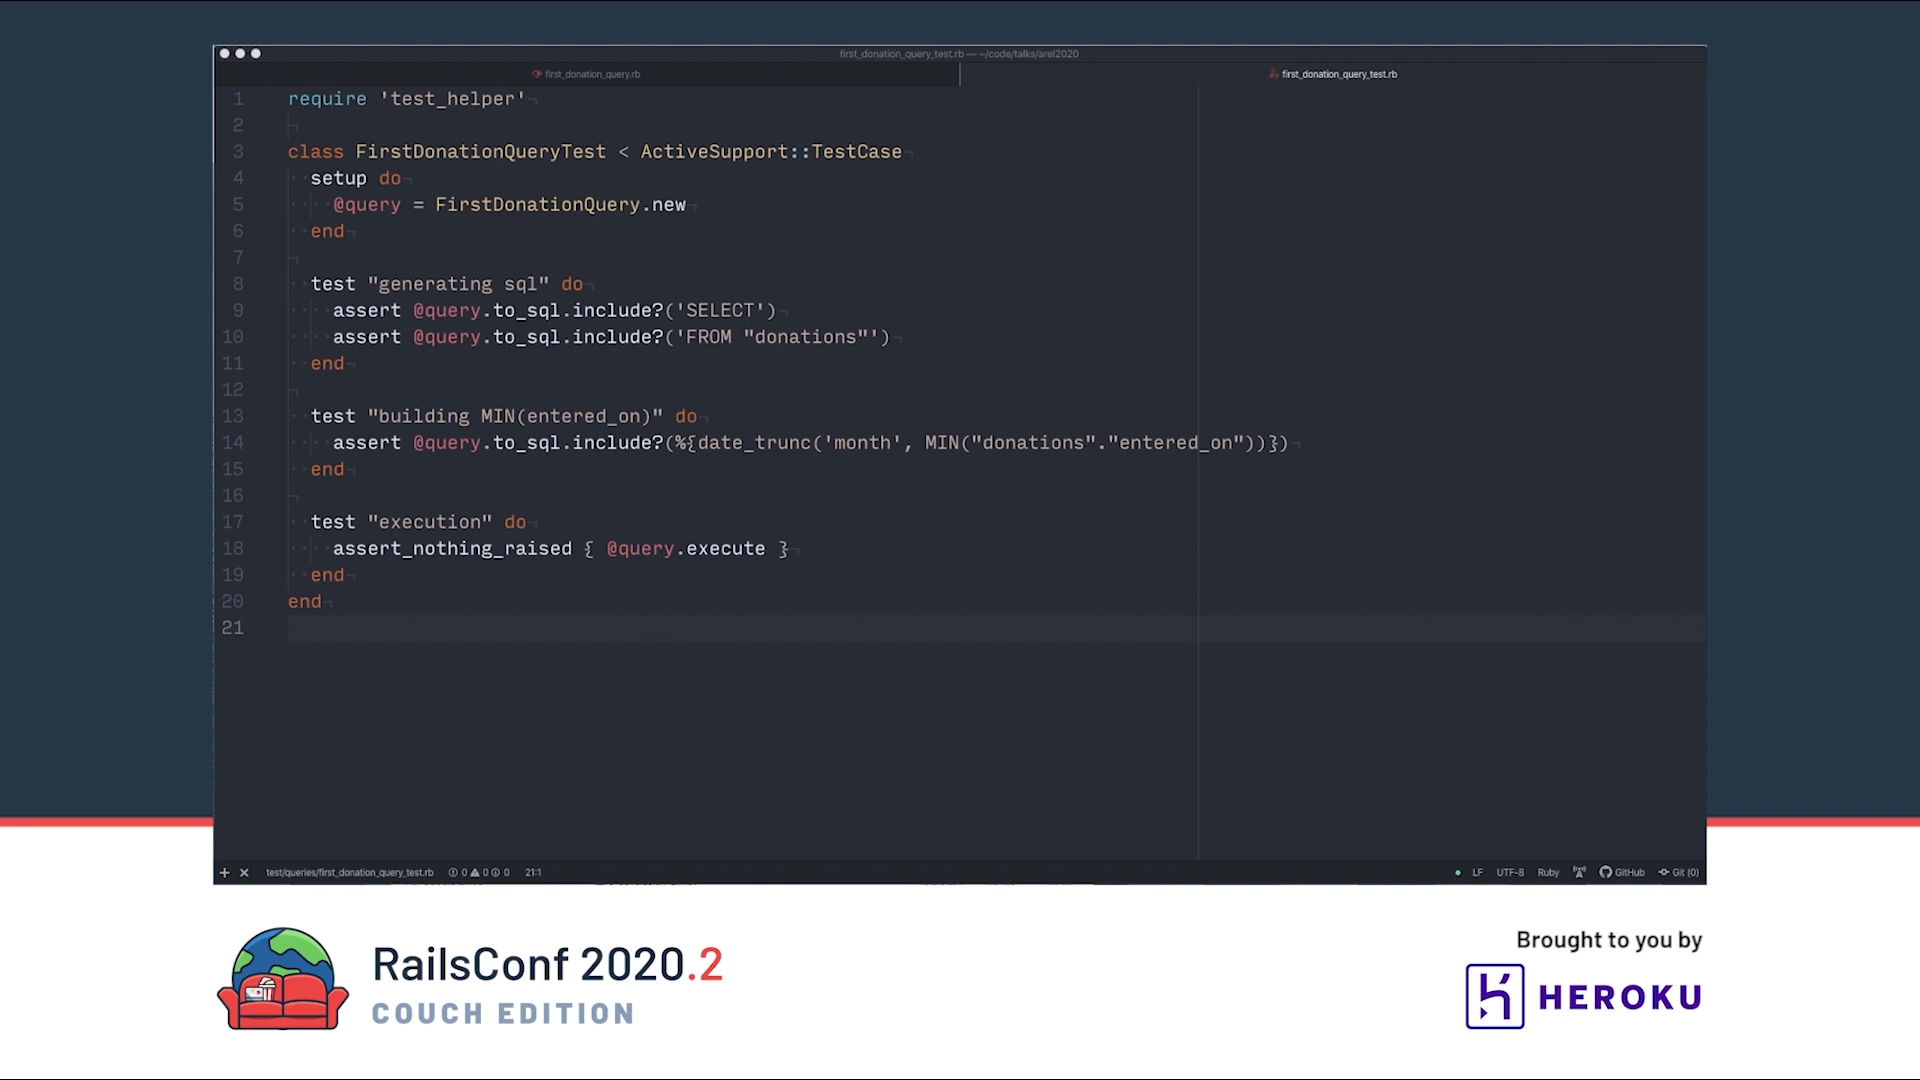 first_donation_query_test.rb — ~/code/talks/arel2020
first_donation_query.rb
first_donation_query_test.rb
1 require 'test_helper'
2
3 class FirstDonationQueryTest < ActiveSupport::TestCase
4 setup do
5 @query = FirstDonationQuery.new
6 end
7
8 test "generating sql" do
9 assert @query.to_sql.include?('SELECT')
10 assert @query.to_sql.include?('FROM "donations"')
11 end
12
13 test "building MIN(entered_on)" do
14 assert @query.to_sql.include?(%{date_trunc('month', MIN("donations"."entered_on"))})
15 end
16
17 test "execution" do
18 assert_nothing_raised { @query.execute }
19 end
20 end
21
test/queries/first_donation_query_test.rb 0 0 0 21:1 LF UTF-8 Ruby GitHub Git (0)
RailsConf 2020.2
COUCH EDITION
Brought to you by
HEROKU